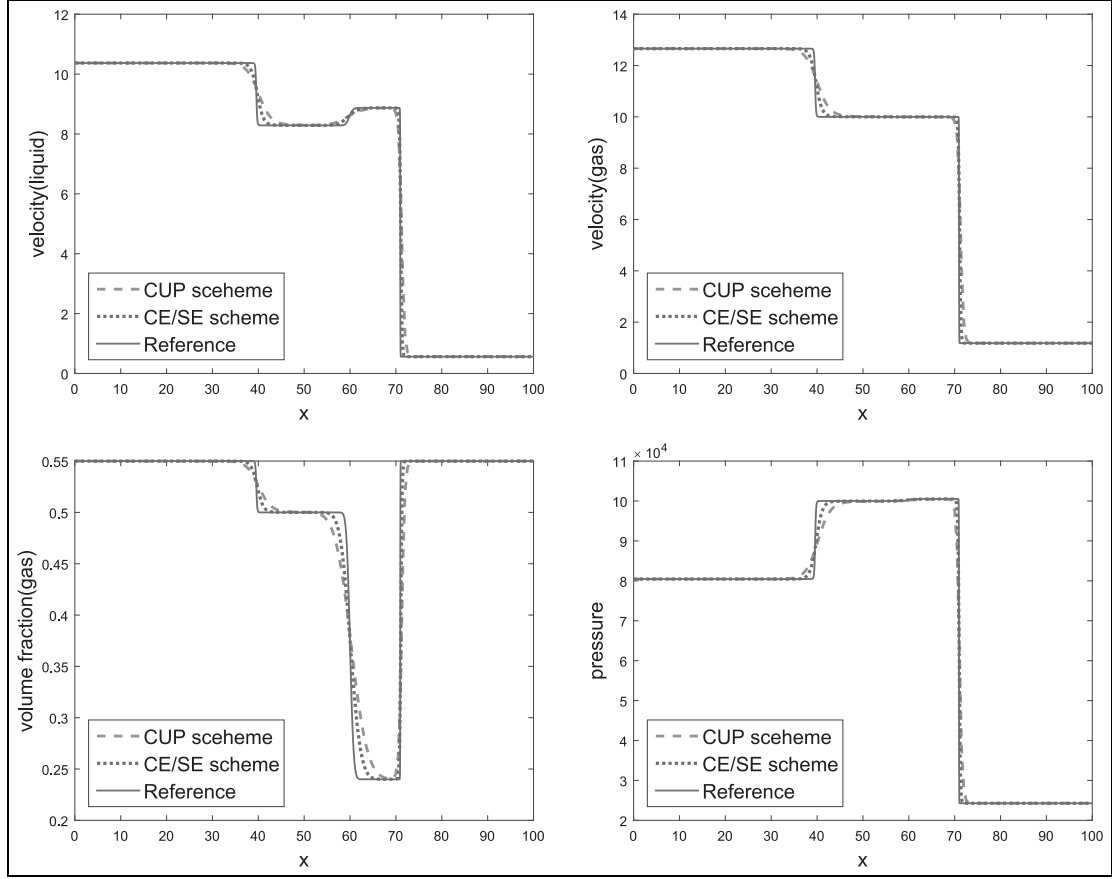 12
10
8
6
4
2
0
velocity(liquid)
CUP sceheme
CE/SE scheme
Reference
0 10 20 30 40 50 60 70 80 90 100
x
14
12
10
8
6
4
2
0
velocity(gas)
CUP sceheme
CE/SE scheme
Reference
0 10 20 30 40 50 60 70 80 90 100
x
0.55
0.5
0.45
0.4
0.35
0.3
0.25
0.2
volume fraction(gas)
CUP sceheme
CE/SE scheme
Reference
0 10 20 30 40 50 60 70 80 90 100
x
× 10⁴
11
10
9
8
7
6
5
4
3
2
pressure
CUP sceheme
CE/SE scheme
Reference
0 10 20 30 40 50 60 70 80 90 100
x